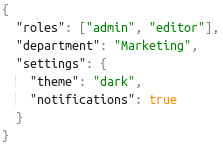 {
  "roles": ["admin", "editor"],
  "department": "Marketing",
  "settings": {
    "theme": "dark",
    "notifications": true
  }
}